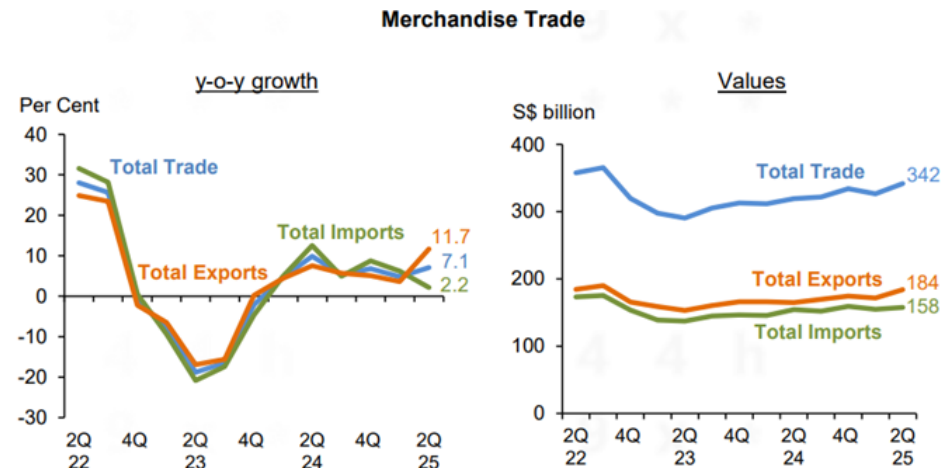 Merchandise Trade
y-o-y growth
Per Cent
40
30
20
10
0
-10
-20
-30
Total Trade
Total Imports
Total Exports
11.7
7.1
2.2
2Q 4Q 2Q 4Q 2Q 4Q 2Q
22 23 24 25
Values
S$ billion
400
300
200
100
0
Total Trade
342
Total Exports
184
Total Imports
158
2Q 4Q 2Q 4Q 2Q 4Q 2Q
22 23 24 25